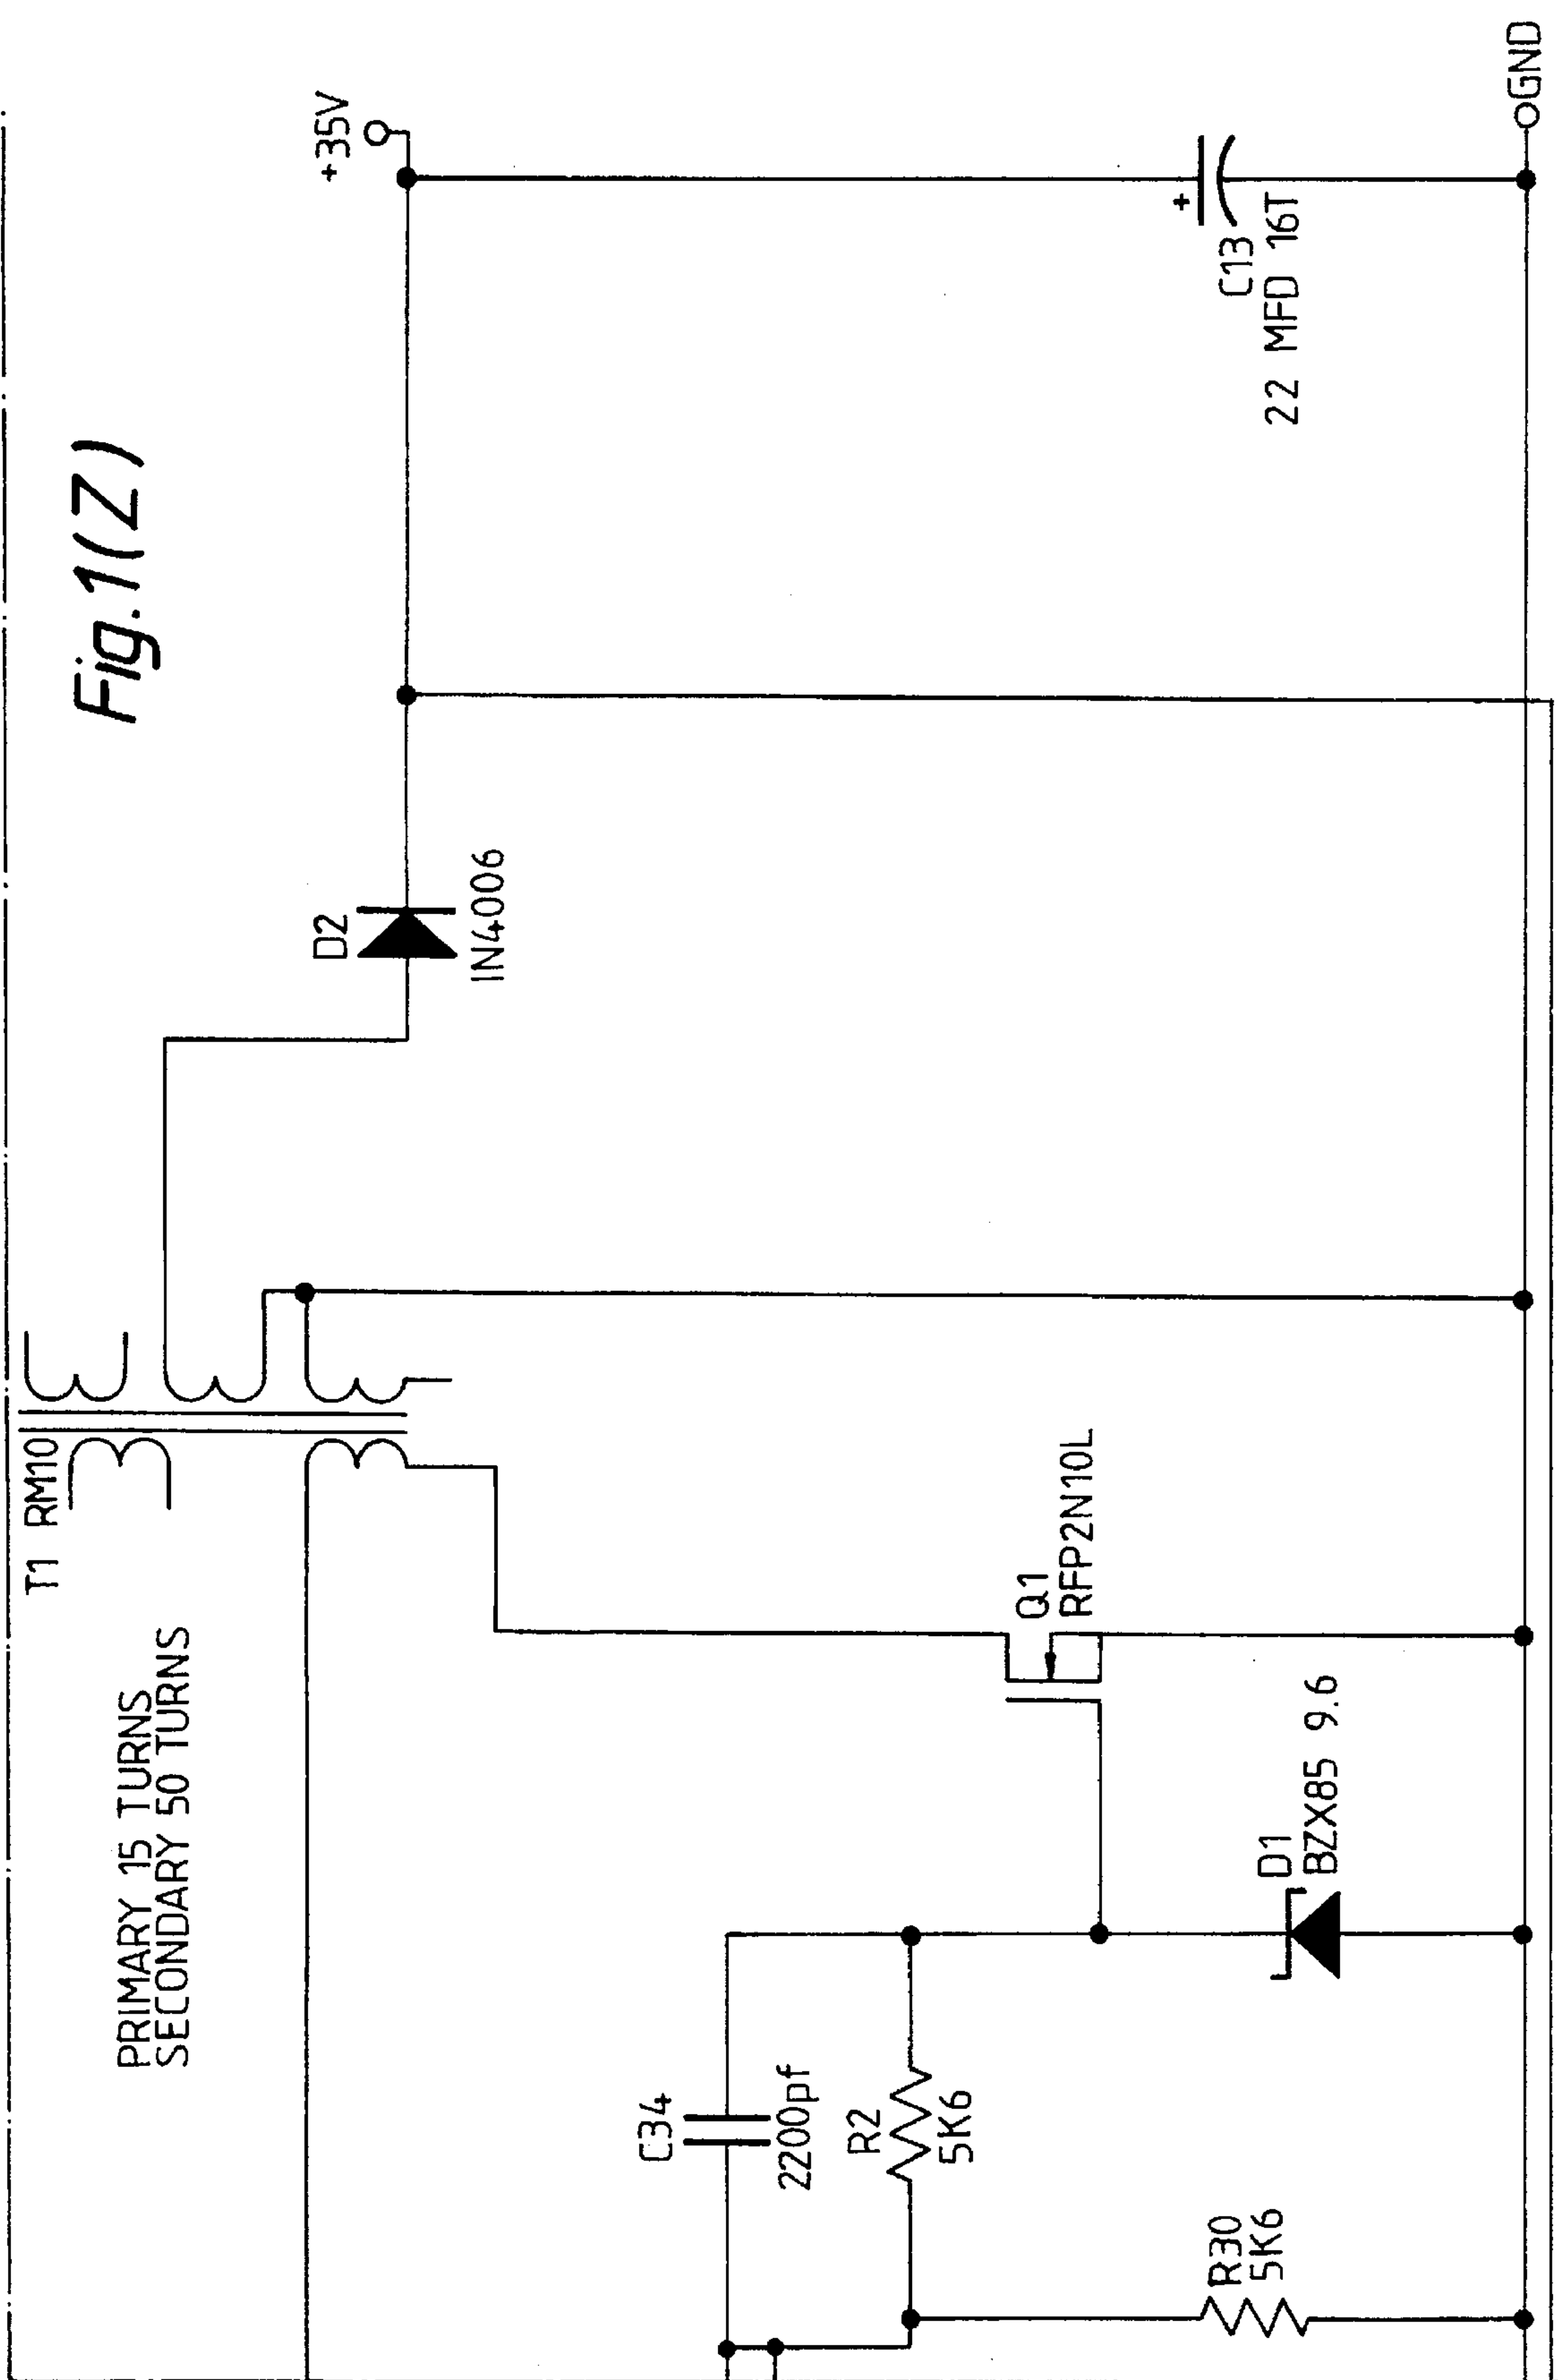 Fig.1(Z)
T1 RM10
PRIMARY 15 TURNS
SECONDARY 50 TURNS
+35V
D2
IN4006
C34
2200pf
R2
5K6
Q1
RFP2N10L
+
C13
22 MFD 16T
R30
5K6
D1
BZX85 9.6
GND